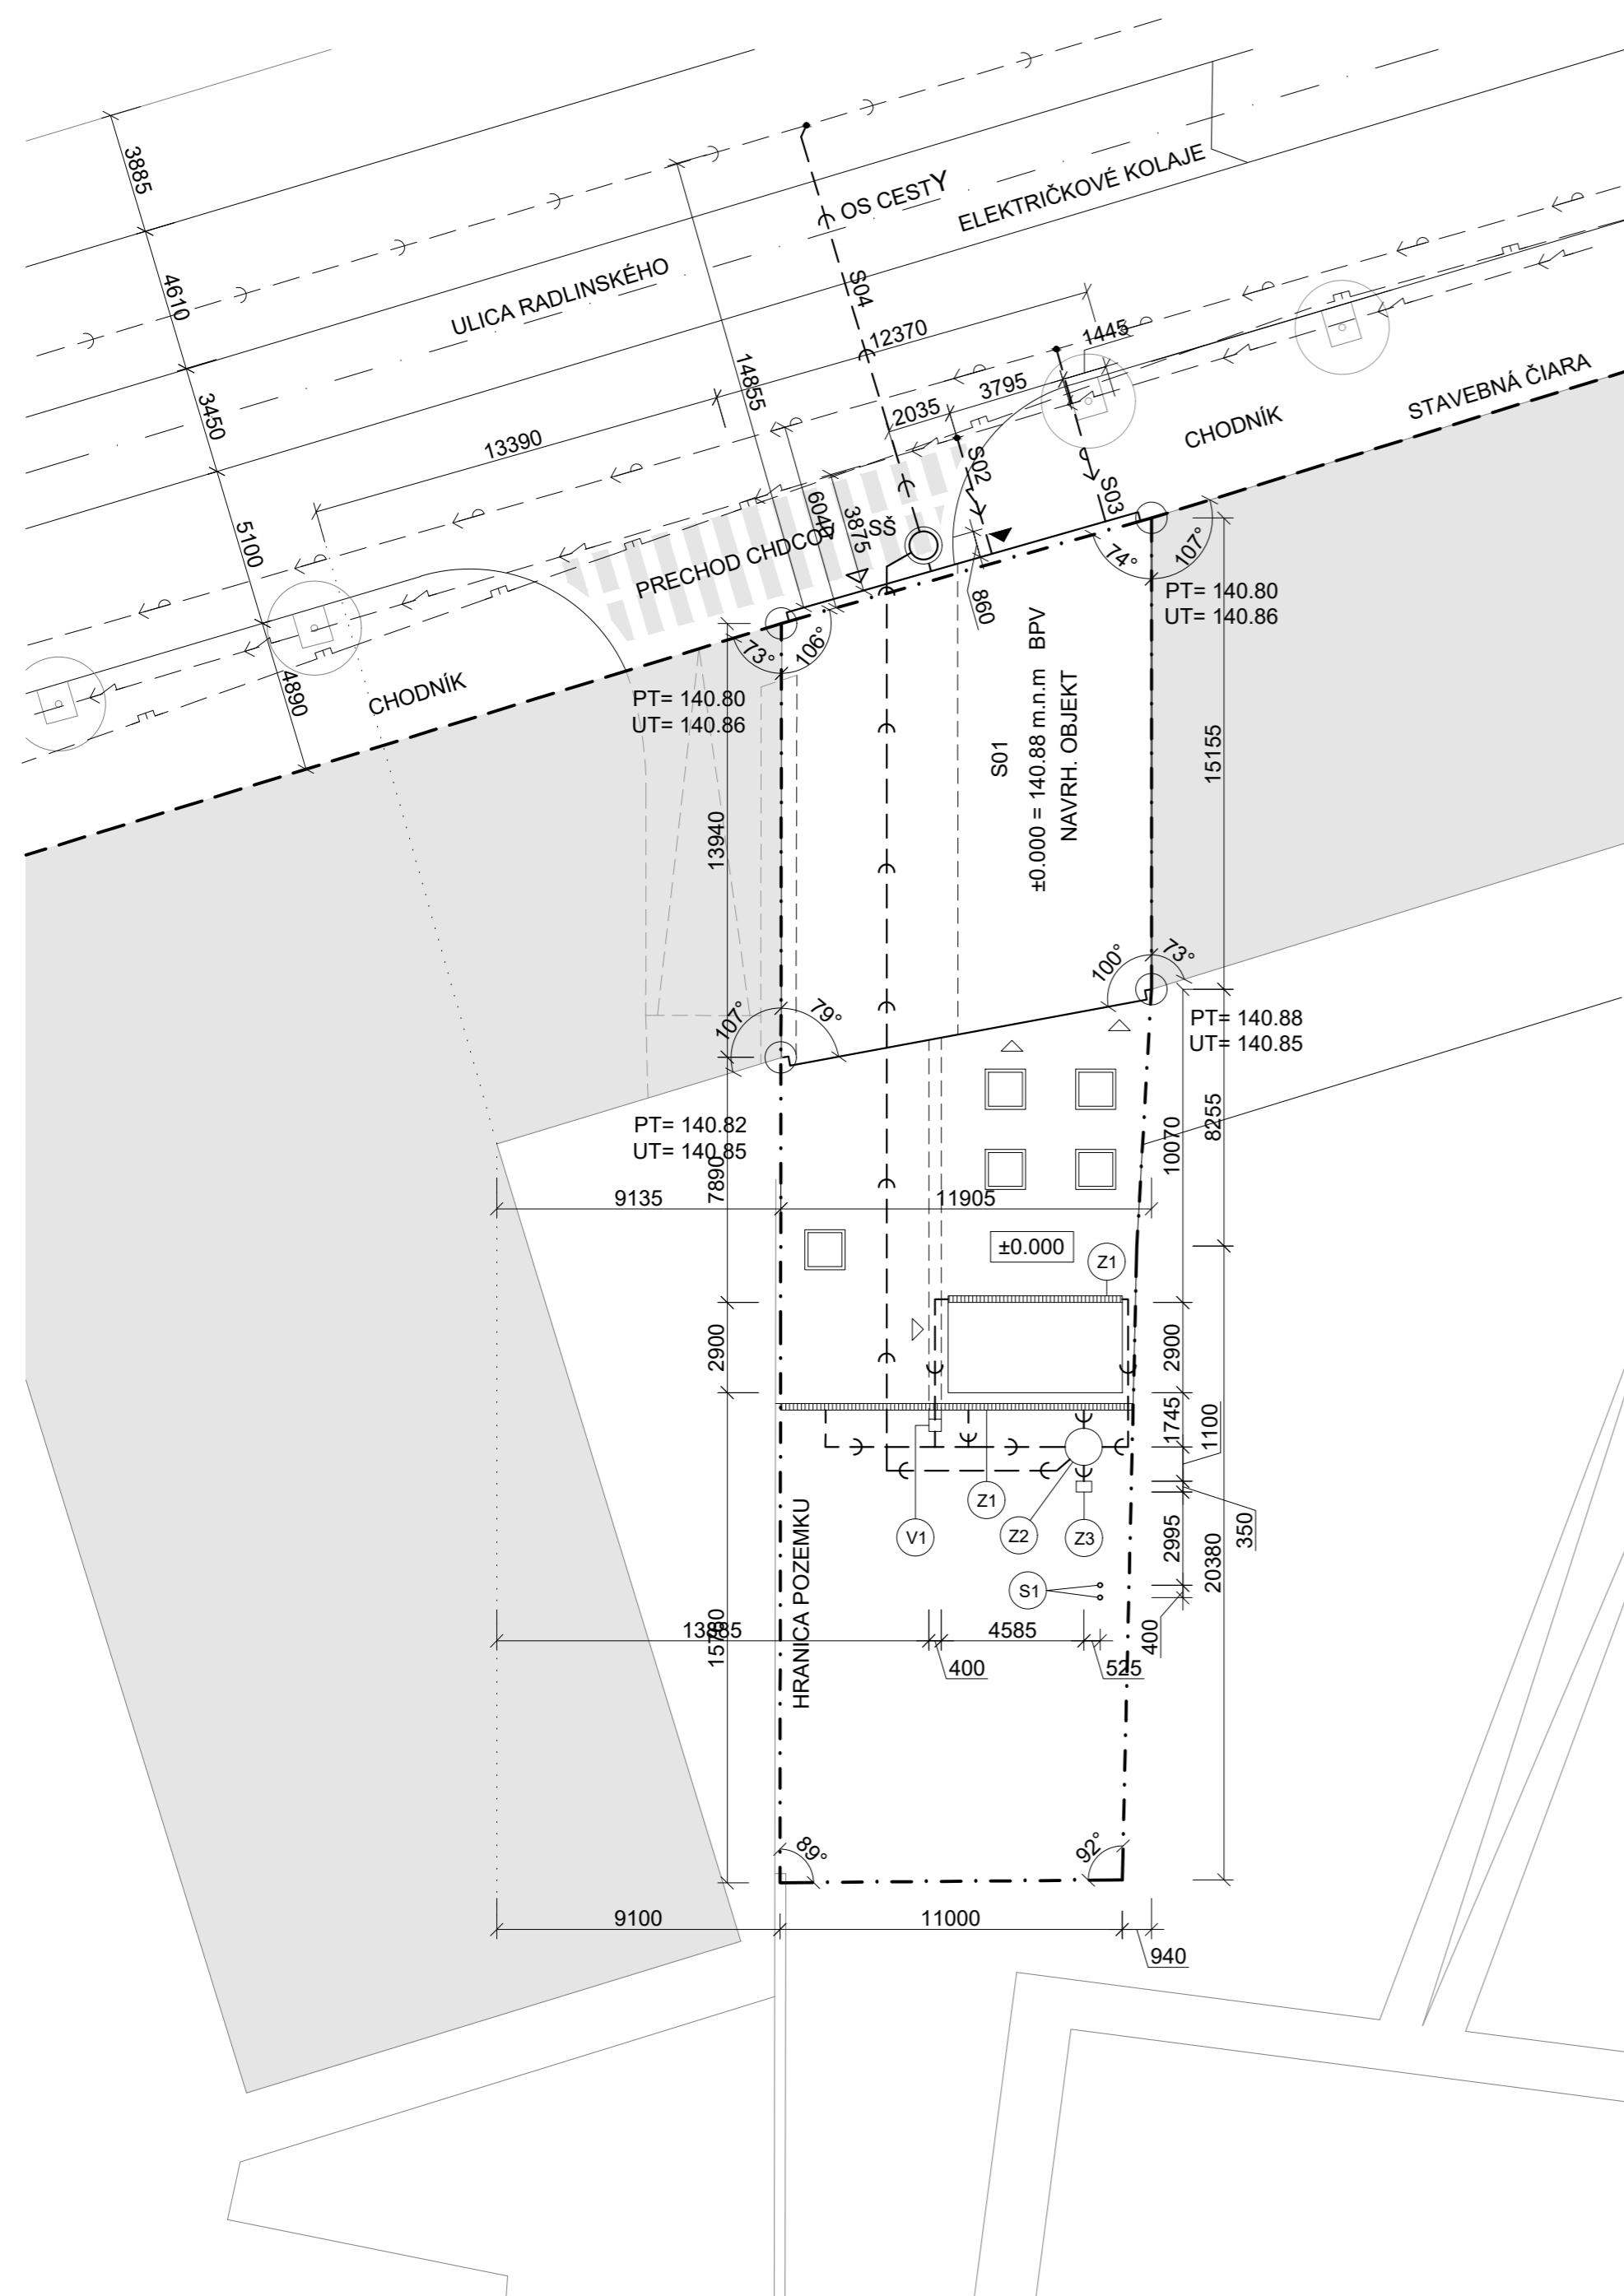 3885
4610
3450
5100
4890
ULICA RADLINSKÉHO
OS CESTY
ELEKTRIČKOVÉ KOLAJE
S04
12370
1445
14855
3795
2035
13390
S02
S03
CHODNÍK
STAVEBNÁ ČIARA
6040
3875
SŠ
PRECHOD CHDCOV
860
74°
107°
PT= 140.80
UT= 140.86
73°
106°
CHODNÍK
PT= 140.80
UT= 140.86
S01
±0.000 = 140.88 m.n.m BPV
NAVRH. OBJEKT
15155
13940
100°
73°
107°
79°
PT= 140.88
UT= 140.85
PT= 140.82
UT= 140.85
7890
10070
8255
9135
11905
±0.000
Z1
2900
2900
1745
1100
Z1
V1
Z2
Z3
350
2995
20380
S1
HRANICA POZEMKU
13885
15780
4585
400
525
400
89°
92°
9100
11000
940